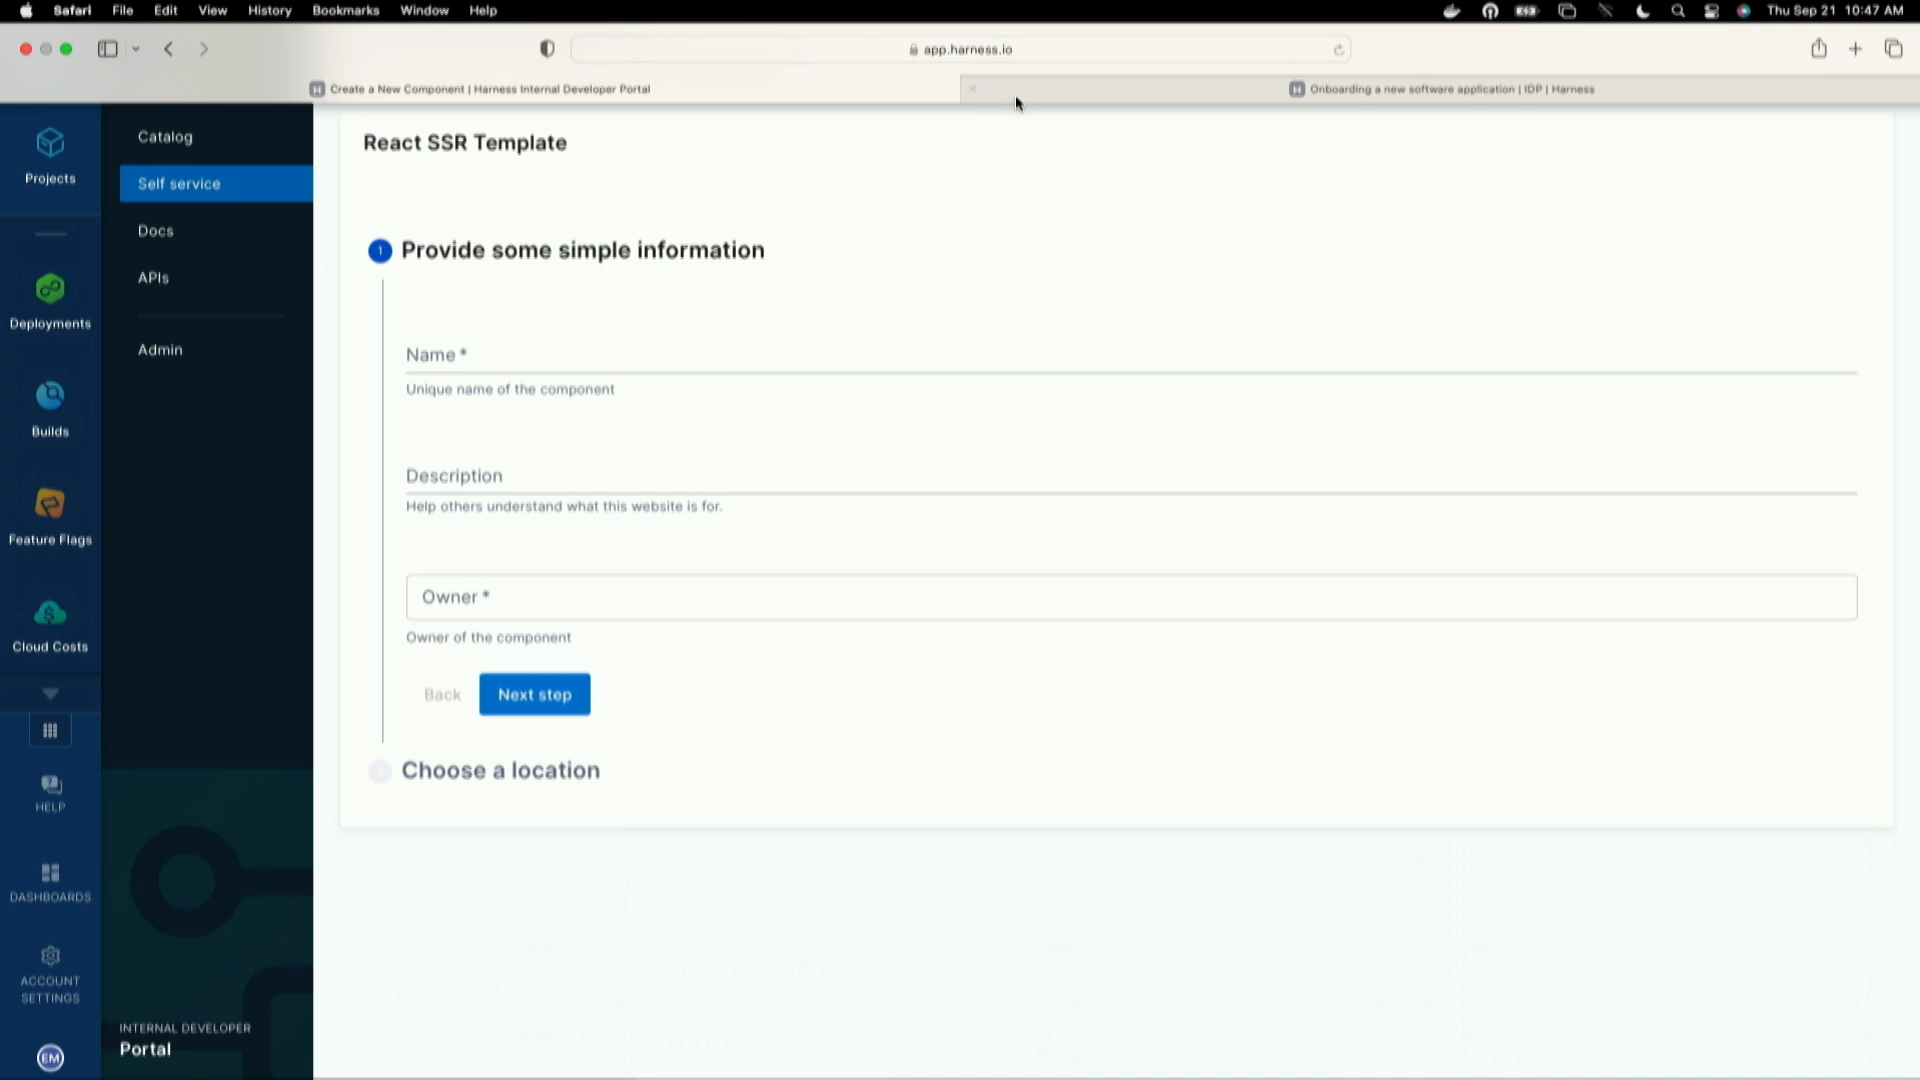 Safari File Edit View History Bookmarks Window Help
Thu Sep 21 10:47 AM
app.harness.io
Create a New Component | Harness Internal Developer Portal
Onboarding a new software application | IDP | Harness
Projects
Deployments
Builds
Feature Flags
Cloud Costs
HELP
DASHBOARDS
ACCOUNT
SETTINGS
EM
Catalog
Self service
Docs
APIs
Admin
INTERNAL DEVELOPER
Portal
React SSR Template
1 Provide some simple information
Name *
Unique name of the component
Description
Help others understand what this website is for.
Owner *
Owner of the component
Back Next step
Choose a location